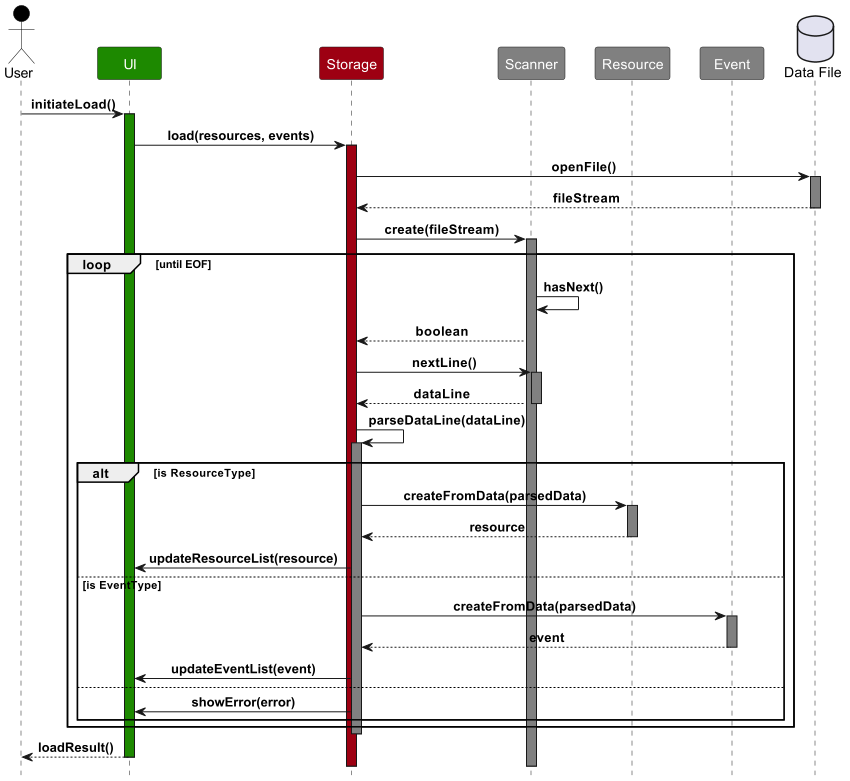 User
UI
Storage
Scanner
Resource
Event
Data File
initiateLoad()
load(resources, events)
openFile()
fileStream
create(fileStream)
loop
[until EOF]
hasNext()
boolean
nextLine()
dataLine
parseDataLine(dataLine)
alt
[is ResourceType]
createFromData(parsedData)
resource
updateResourceList(resource)
[is EventType]
createFromData(parsedData)
event
updateEventList(event)
showError(error)
loadResult()